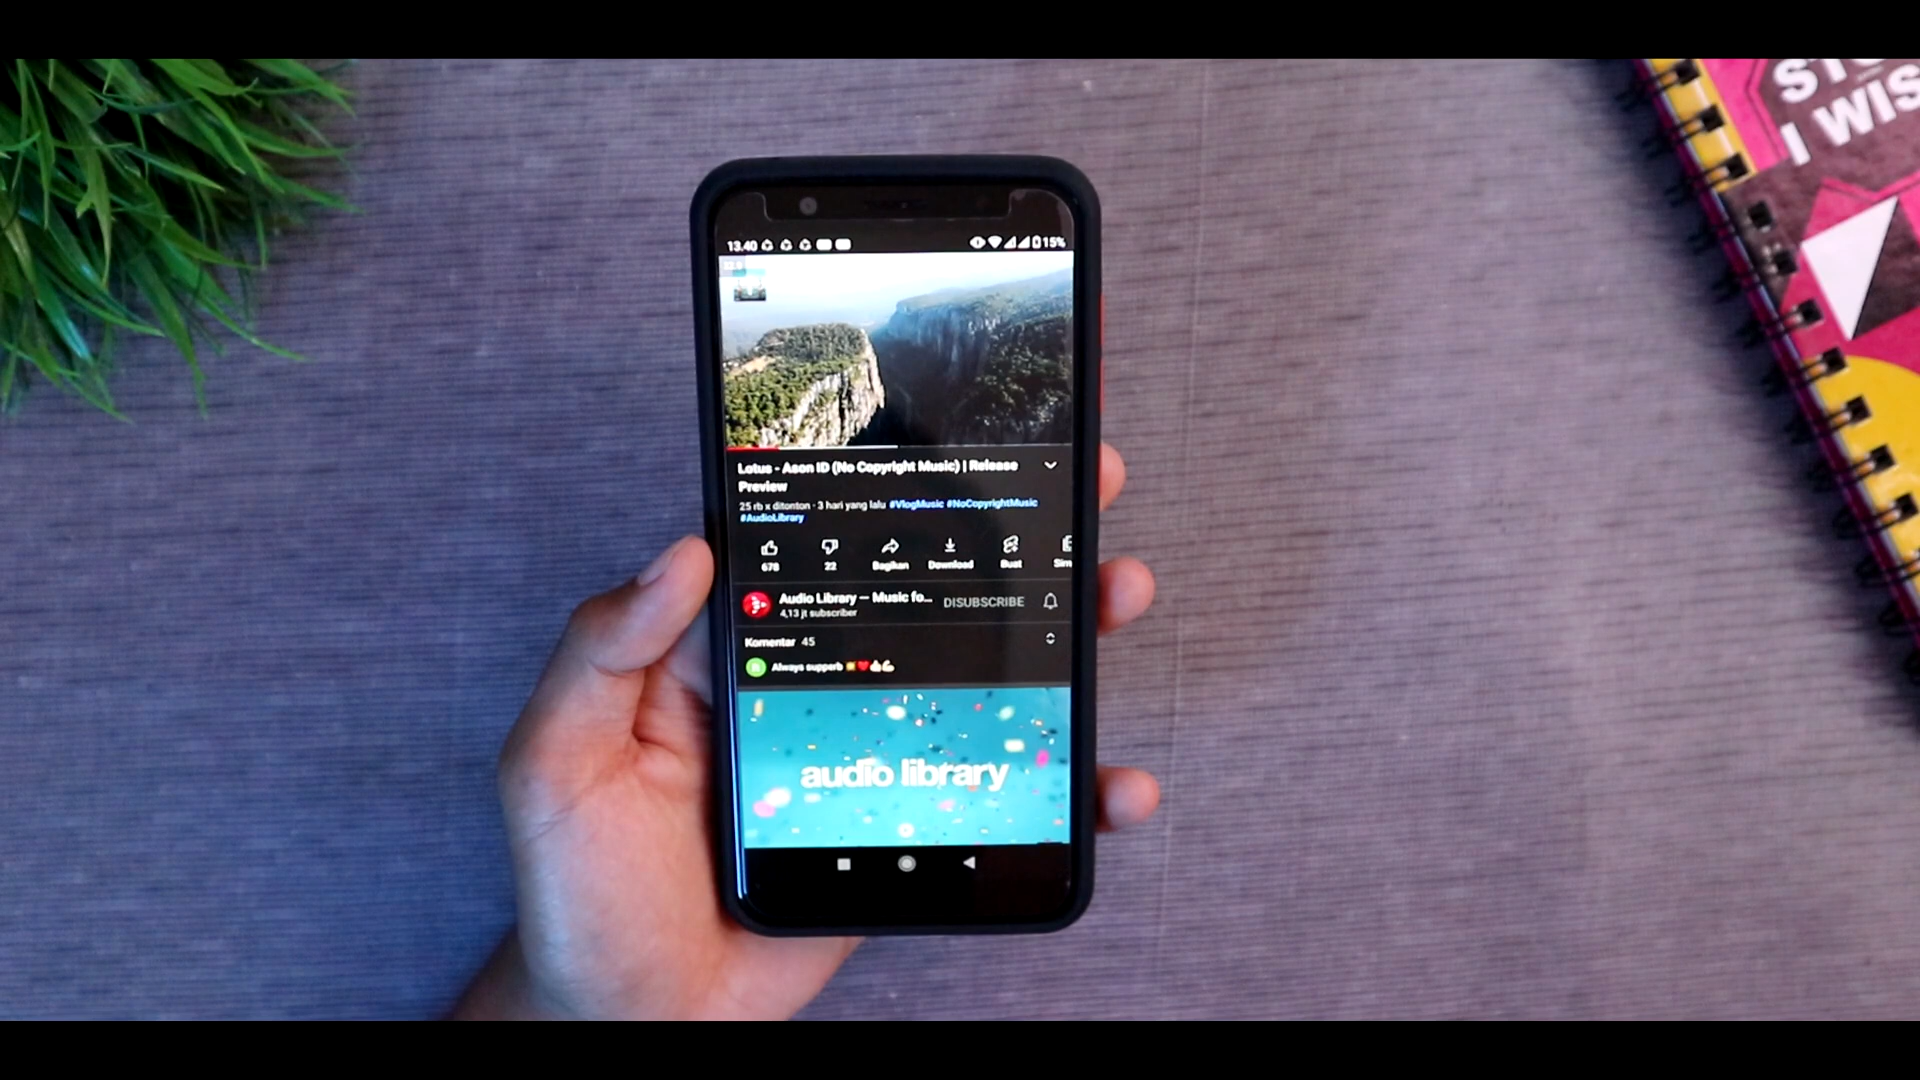 13.40
15%
Lotus - Ason ID (No Copyright Music) | Release
Preview
25 rb x ditonton · 3 hari yang lalu #VlogMusic #NoCopyrightMusic
#AudioLibrary
678
22
Bagikan
Download
Buat
Sim
Audio Library — Music fo...
DISUBSCRIBE
4,13 jt subscriber
Komentar 45
Always supperb 💥❤️👍💪
audio library
I WIS